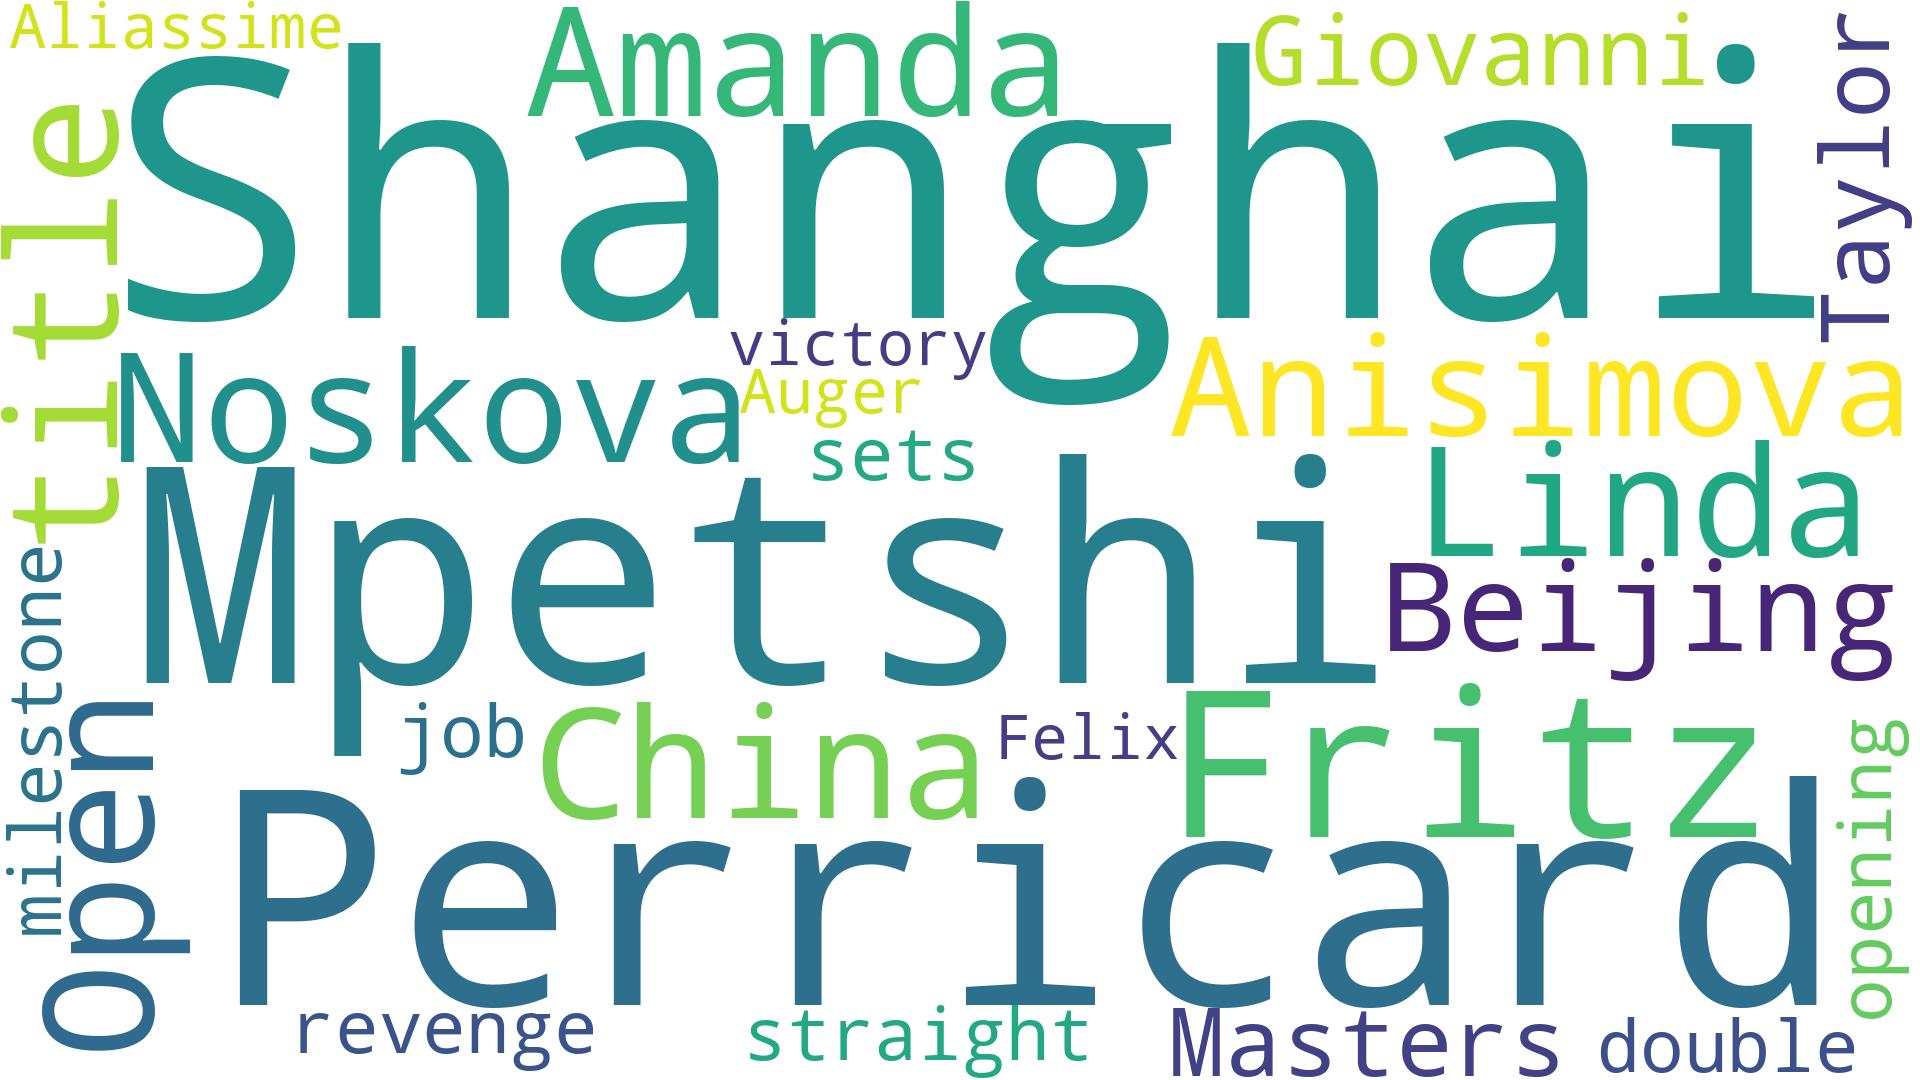 Aliassime
Amanda
Giovanni
Taylor
title
Shanghai
victory
Noskova
Auger
Anisimova
sets
Linda
Mpetshi
Beijing
milestone
Open
job
China
Felix
Fritz
opening
Perricard
revenge
straight
Masters
double